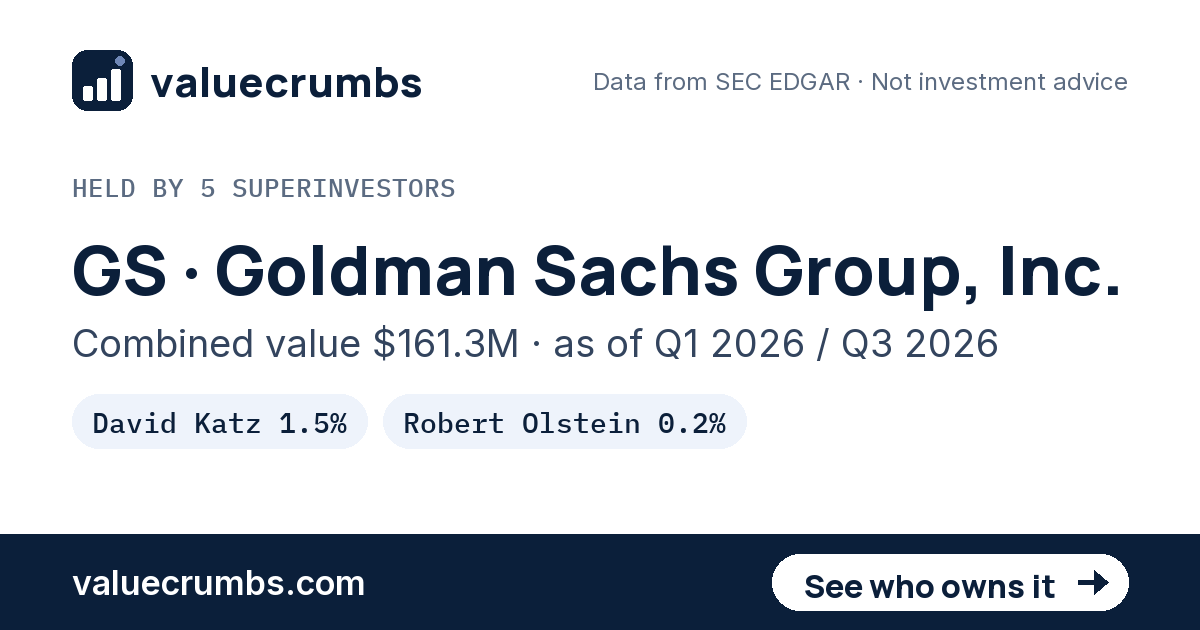 valuecrumbs
Data from SEC EDGAR · Not investment advice
HELD BY 5 SUPERINVESTORS
GS · Goldman Sachs Group, Inc.
Combined value $161.3M · as of Q1 2026 / Q3 2026
David Katz 1.5%
Robert Olstein 0.2%
valuecrumbs.com
See who owns it →